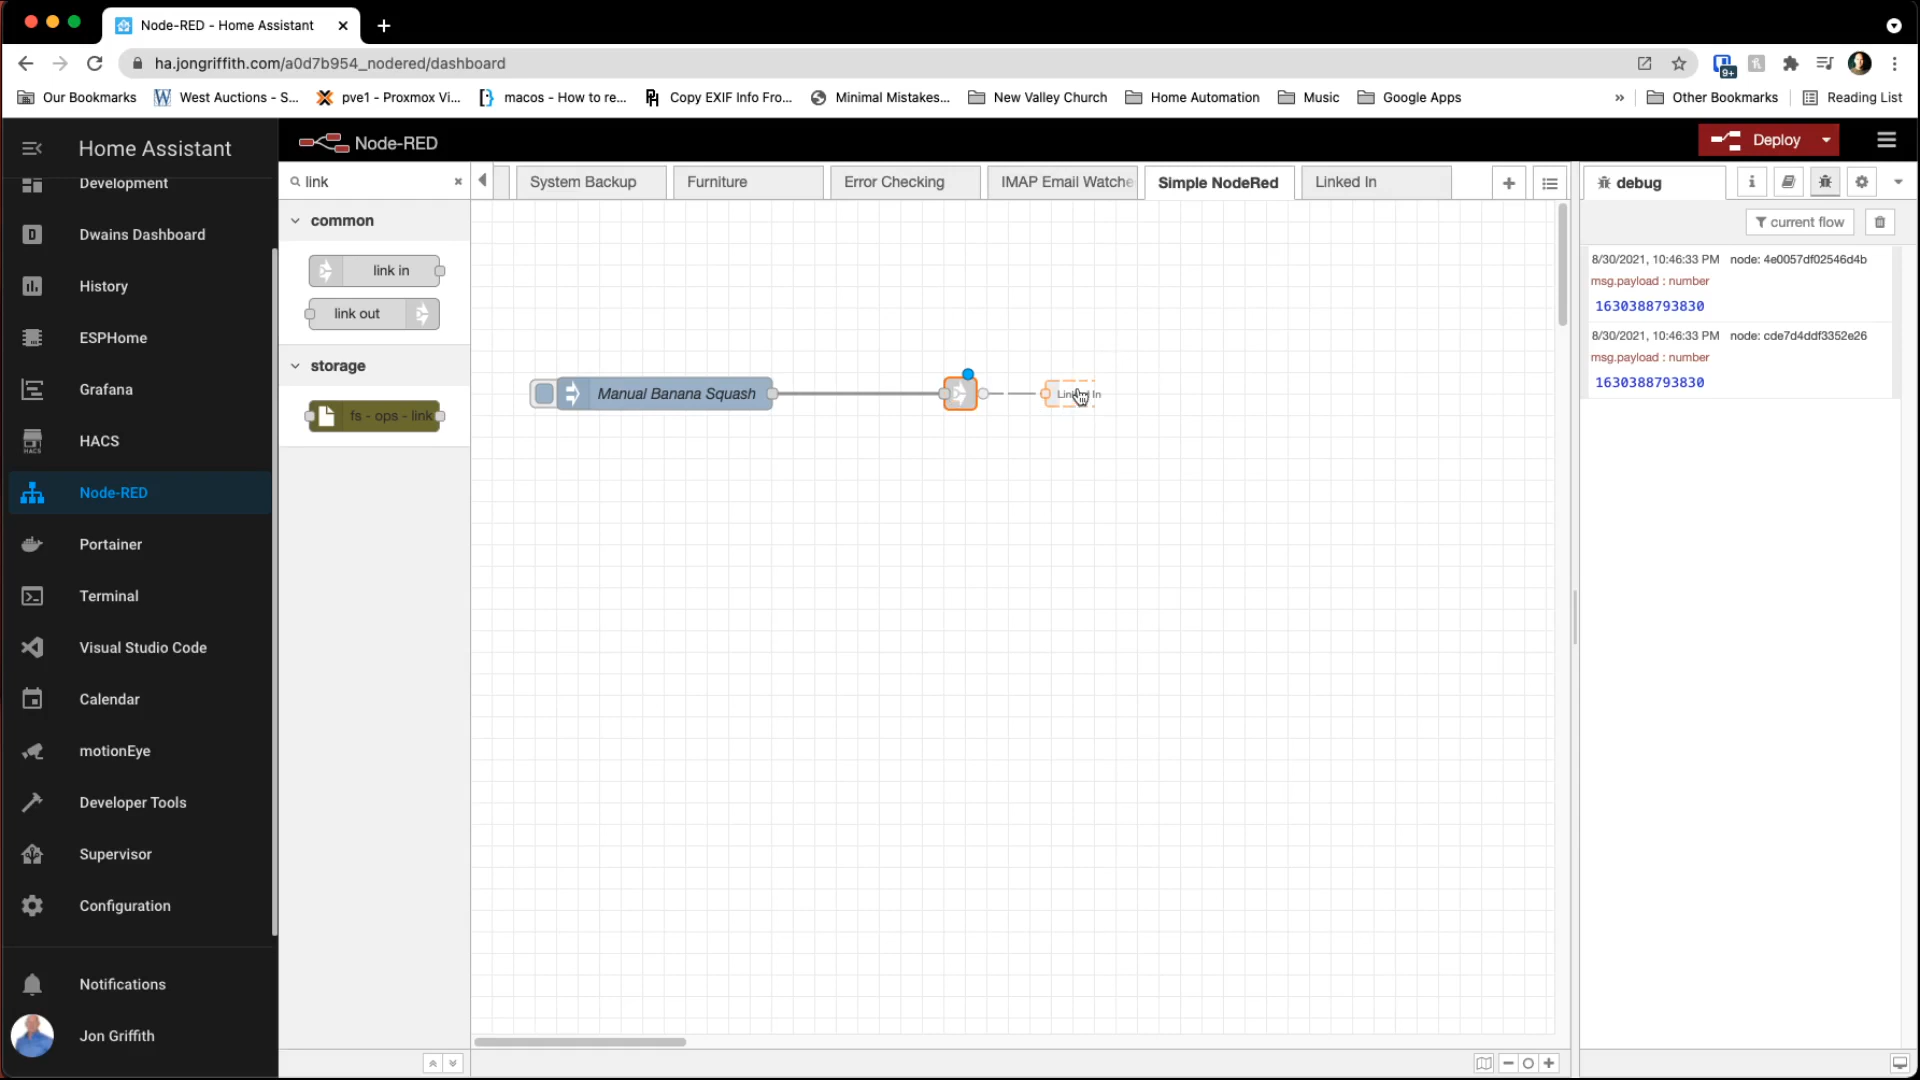 Node-RED - Home Assistant
ha.jongriffith.com/a0d7b954_nodered/dashboard
9+
Our Bookmarks
West Auctions - S...
pve1 - Proxmox Vi...
macos - How to re...
Copy EXIF Info Fro...
Minimal Mistakes...
New Valley Church
Home Automation
Music
Google Apps
»
Other Bookmarks
Reading List
Home Assistant
Development
Dwains Dashboard
History
ESPHome
Grafana
HACS
HACS
Node-RED
Portainer
Terminal
Visual Studio Code
Calendar
motionEye
Developer Tools
Supervisor
Configuration
Notifications
Jon Griffith
Node-RED
Deploy
link
common
link in
link out
storage
fs - ops - link
System Backup
Furniture
Error Checking
IMAP Email Watche
Simple NodeRed
Linked In
Manual Banana Squash
debug
current flow
8/30/2021, 10:46:33 PM node: 4e0057df02546d4b
msg.payload : number
1630388793830
8/30/2021, 10:46:33 PM node: cde7d4ddf3352e26
msg.payload : number
1630388793830